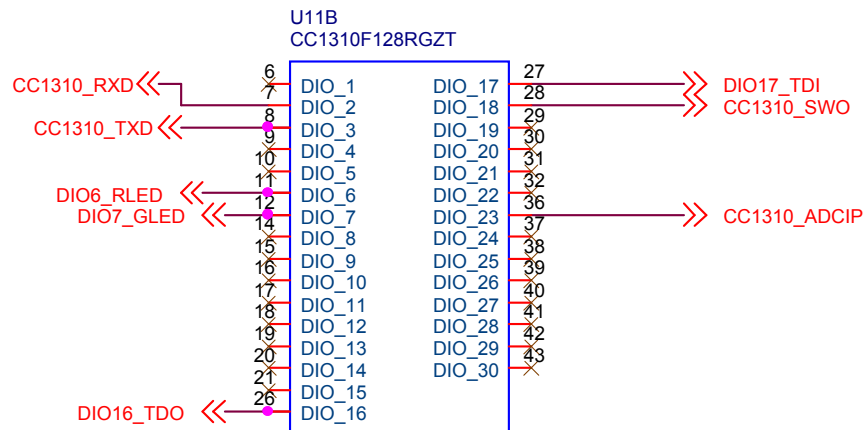 U11B
CC1310F128RGZT
6 27
CC1310_RXD DIO_1 DIO_17 DIO17_TDI
7 28
DIO_2 DIO_18 CC1310_SWO
8 29
CC1310_TXD DIO_3 DIO_19
9 30
DIO_4 DIO_20
10 31
DIO_5 DIO_21
11 32
DIO6_RLED DIO_6 DIO_22
12 36
DIO7_GLED DIO_7 DIO_23 CC1310_ADCIP
14 37
DIO_8 DIO_24
15 38
DIO_9 DIO_25
16 39
DIO_10 DIO_26
17 40
DIO_11 DIO_27
18 41
DIO_12 DIO_28
19 42
DIO_13 DIO_29
20 43
DIO_14 DIO_30
21
DIO_15
26
DIO16_TDO DIO_16